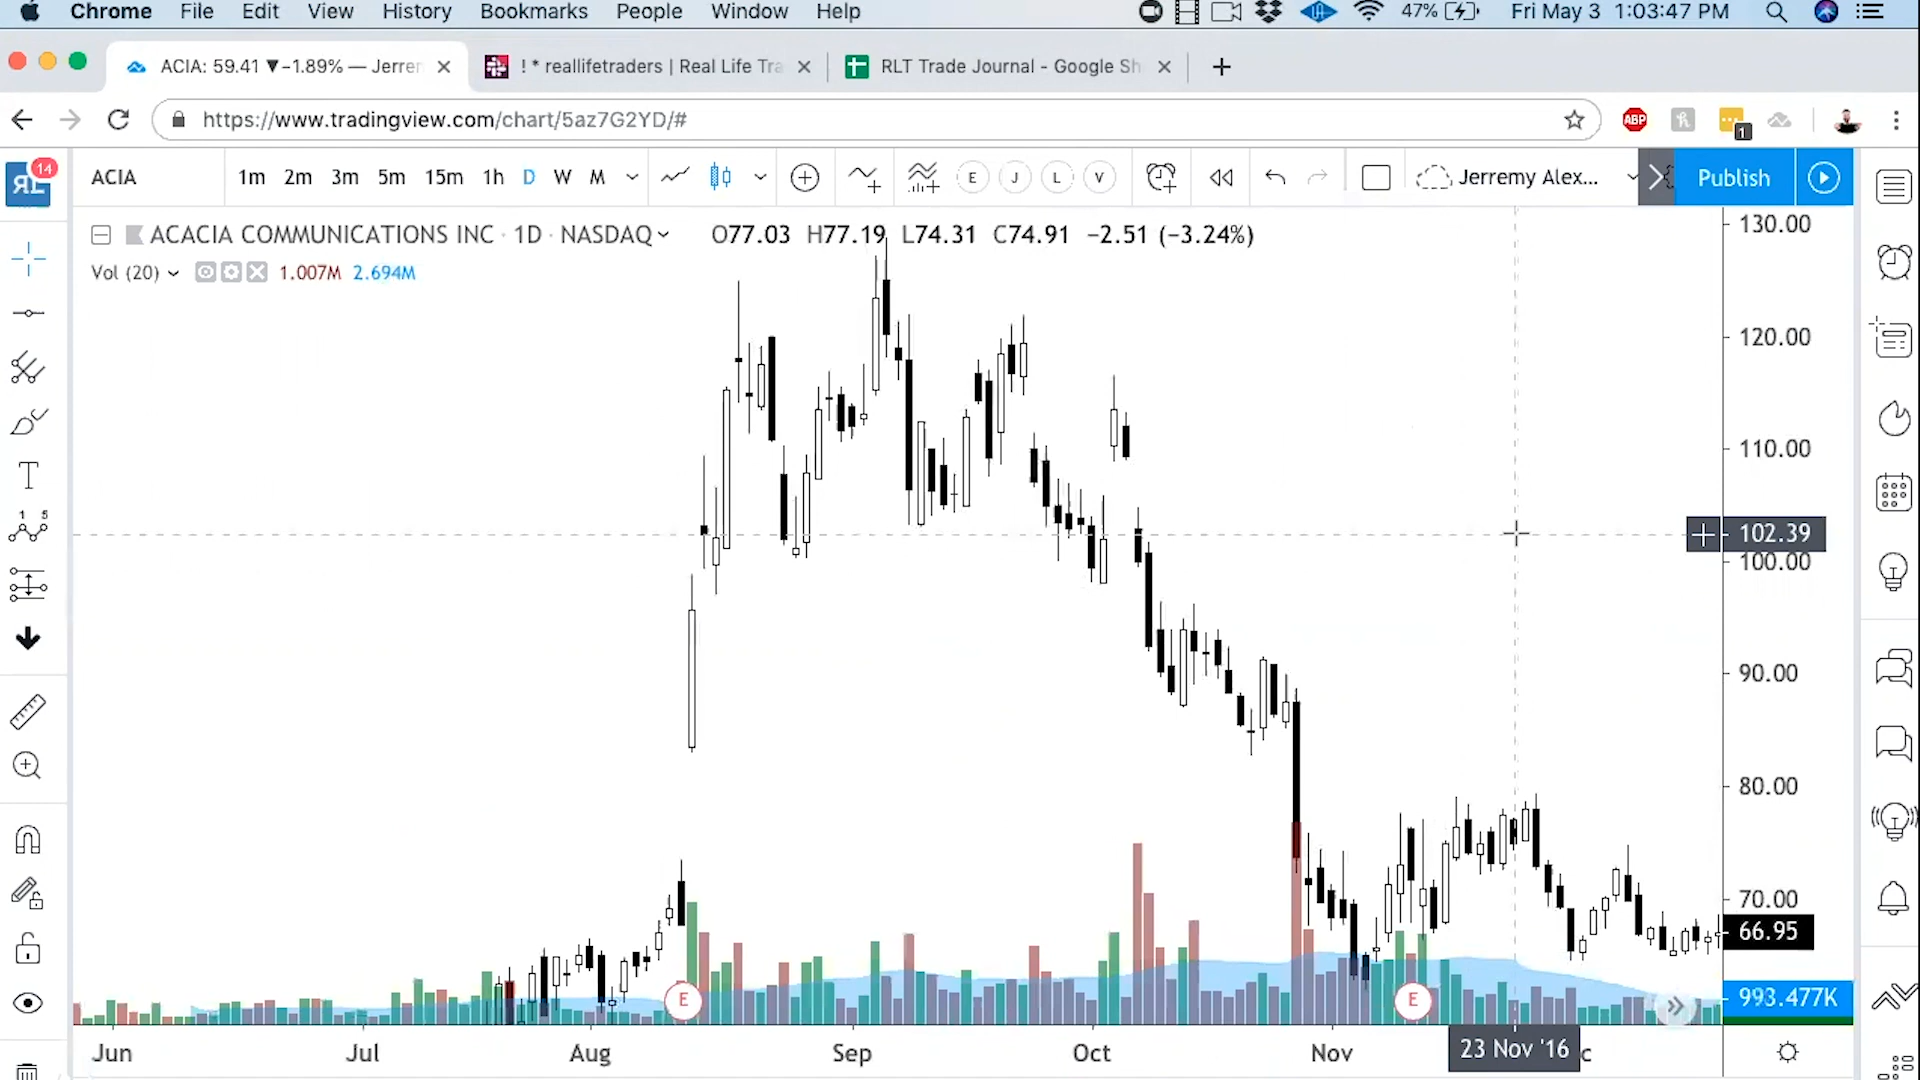 Chrome File Edit View History Bookmarks People Window Help 47% Fri May 3 1:03:47 PM
ACIA: 59.41 ▼−1.89% — Jerrer ! * reallifetraders | Real Life Tra RLT Trade Journal - Google Sh
https://www.tradingview.com/chart/5az7G2YD/#
ABP 1
14
ACIA 1m 2m 3m 5m 15m 1h D W M E J L V Jerremy Alex... Publish
ACACIA COMMUNICATIONS INC · 1D · NASDAQ O77.03 H77.19 L74.31 C74.91 −2.51 (−3.24%)
Vol (20) 1.007M 2.694M
130.00
120.00
110.00
102.39
100.00
90.00
80.00
70.00
66.95
993.477K
E E
Jun Jul Aug Sep Oct Nov 23 Nov '16 c